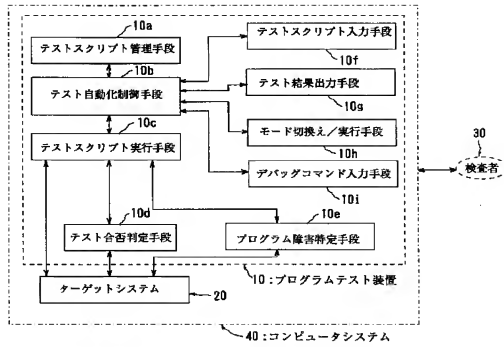 10a
テストスクリプト管理手段
10b
テスト自動化制御手段
10c
テストスクリプト実行手段
10d
テスト合否判定手段
ターゲットシステム
20
テストスクリプト入力手段
10f
テスト結果出力手段
10g
モード切換え/実行手段
10h
デバッグコマンド入力手段
10i
10e
プログラム障害特定手段
10:プログラムテスト装置
40:コンピュータシステム
30
検査者